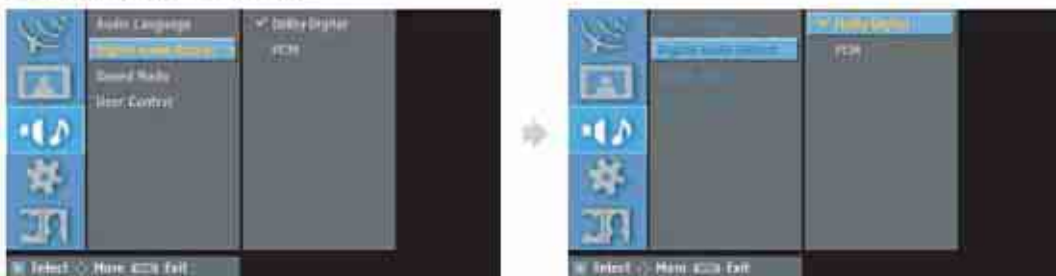 Audio Language
Digital Audio Output
Sound Mode
User Control
✓ Dolby Digital
PCM
Select Move Exit
Digital Audio Output
✓ Dolby Digital
PCM
Select Move Exit